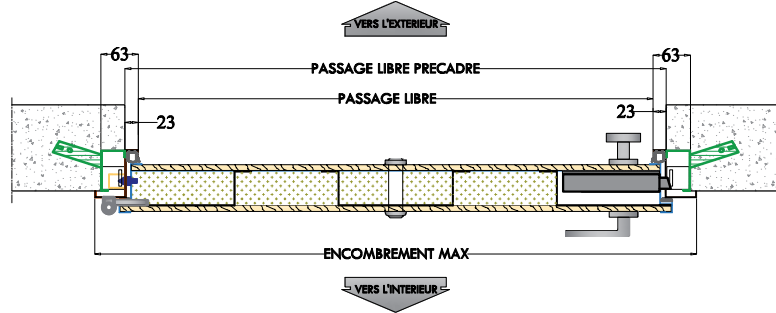 VERS L'EXTERIEUR
63
63
PASSAGE LIBRE PRECADRE
PASSAGE LIBRE
23
23
ENCOMBREMENT MAX
VERS L'INTERIEUR